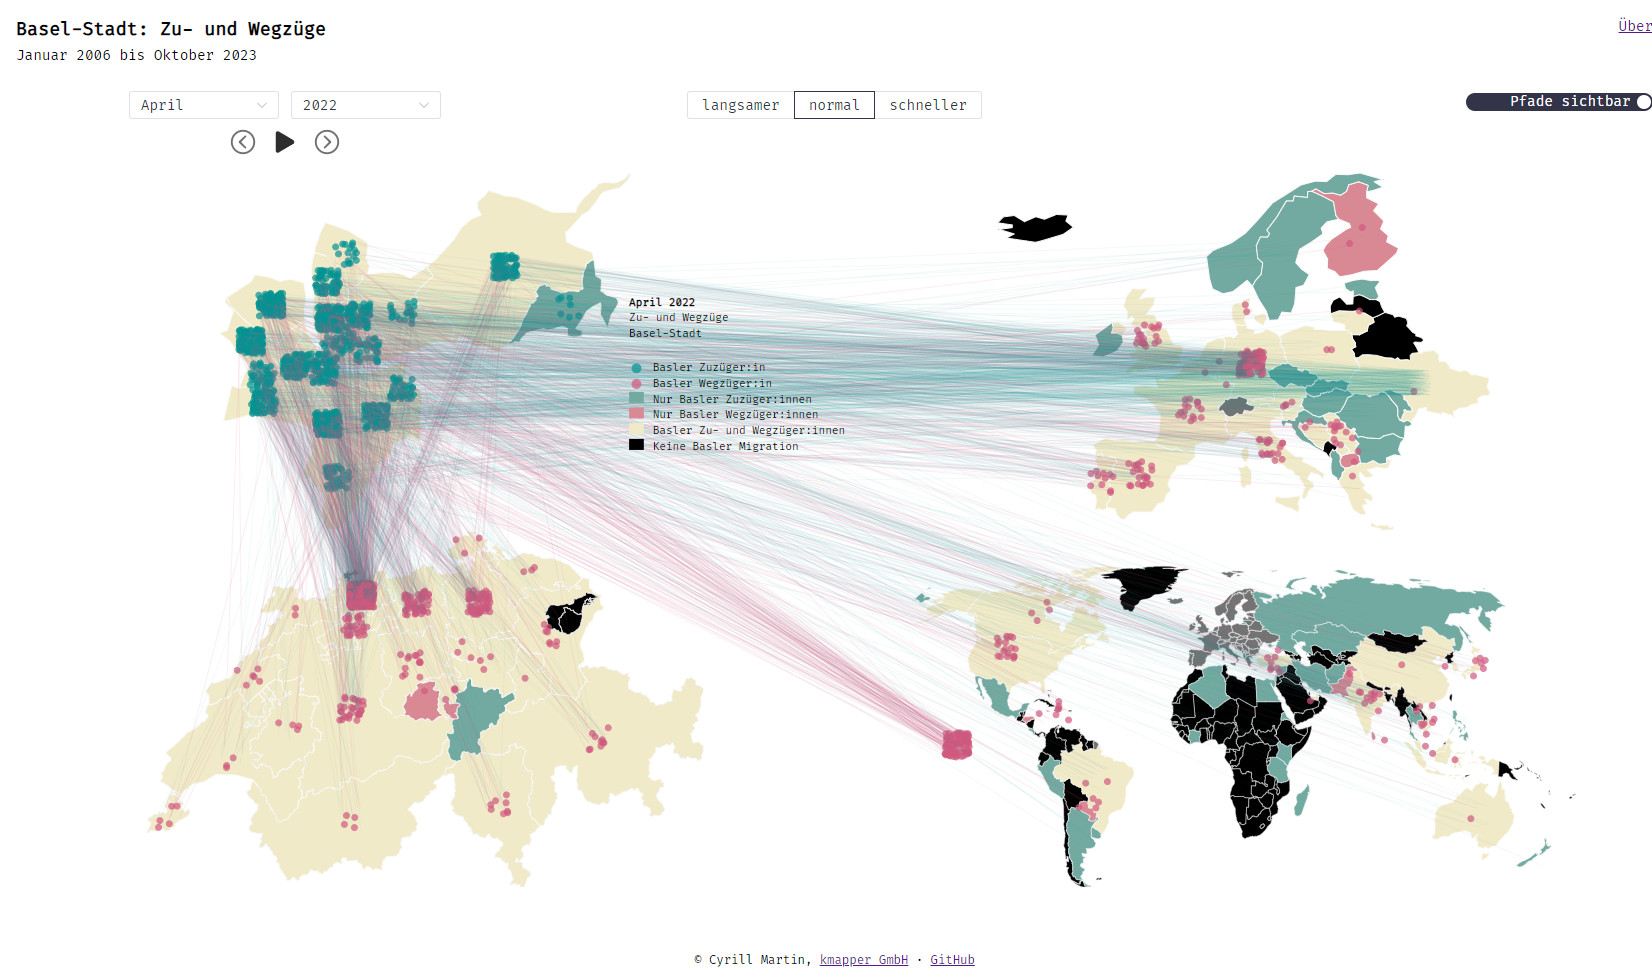 Basel-Stadt: Zu- und Wegzüge
Januar 2006 bis Oktober 2023
Über
April
2022
langsamer
normal
schneller
Pfade sichtbar
April 2022
Zu- und Wegzüge
Basel-Stadt
Basler Zuzüger:in
Basler Wegzüger:in
Nur Basler Zuzüger:innen
Nur Basler Wegzüger:innen
Basler Zu- und Wegzüger:innen
Keine Basler Migration
© Cyrill Martin, kmapper GmbH · GitHub